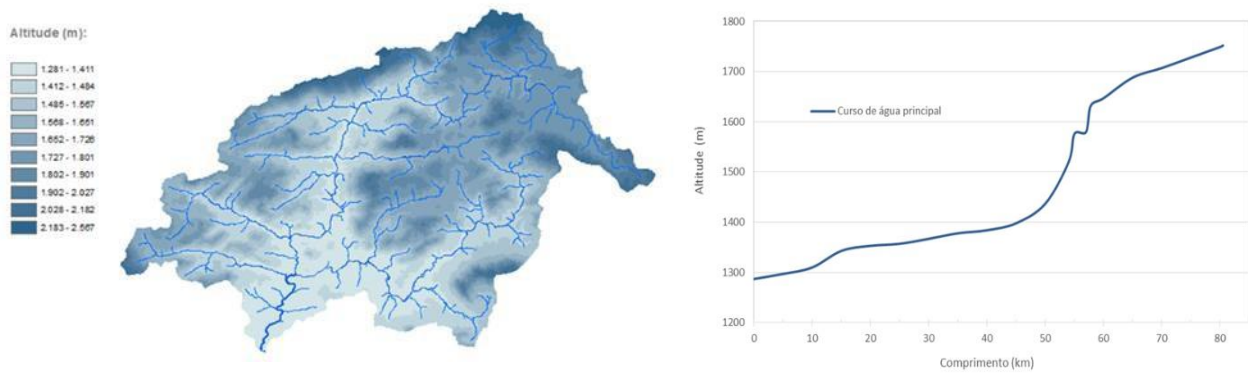 Altitude (m):
1.281 - 1.411
1.412 - 1.484
1.485 - 1.567
1.568 - 1.651
1.652 - 1.726
1.727 - 1.801
1.802 - 1.901
1.902 - 2.027
2.028 - 2.182
2.183 - 2.567
1800
1700
1600
1500
1400
1300
1200
Altitude (m)
Curso de água principal
0 10 20 30 40 50 60 70 80
Comprimento (km)